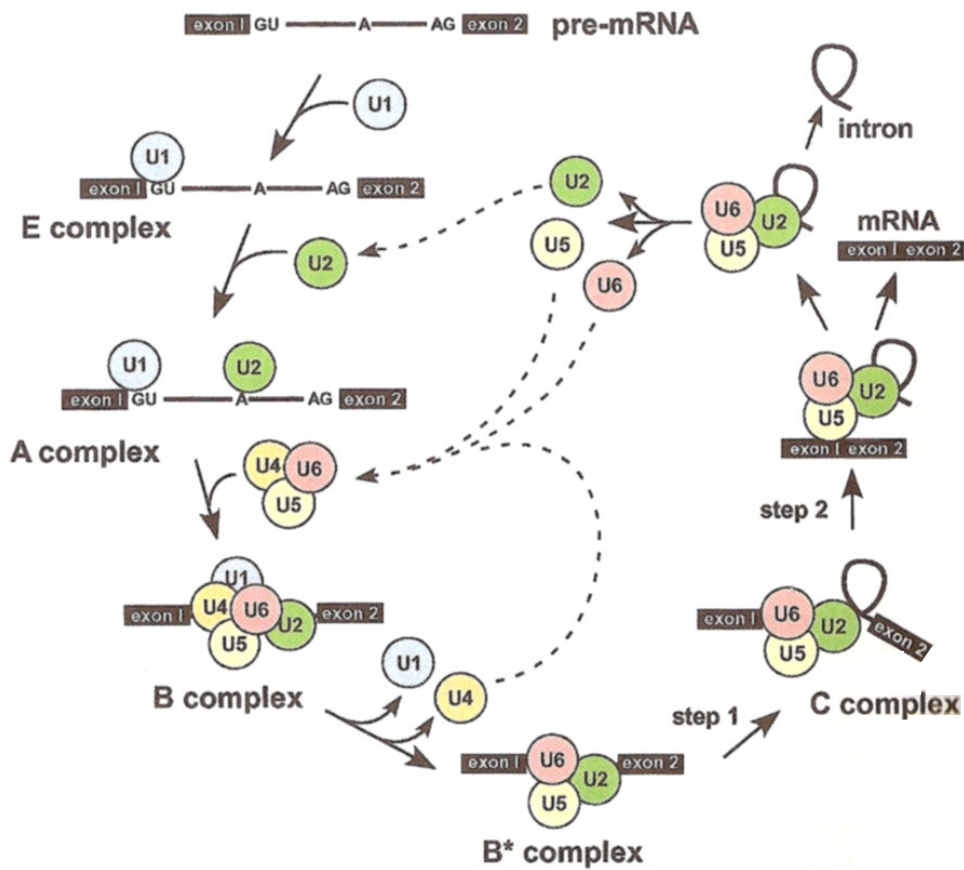 exon I GU A AG exon 2 pre-mRNA
U1
U1
exon I GU A AG exon 2
E complex
U2
U2
U5
U6
U6
U2
U5
intron
mRNA
exon I exon 2
U1
U2
exon I GU A AG exon 2
A complex
U4
U6
U5
U6
U2
U5
exon I exon 2
step 2
U1
U4
U6
U2
U5
exon I
exon 2
B complex
U1
U4
exon I
U6
U2
U5
exon 2
C complex
step 1
exon I
U6
U2
U5
exon 2
B* complex